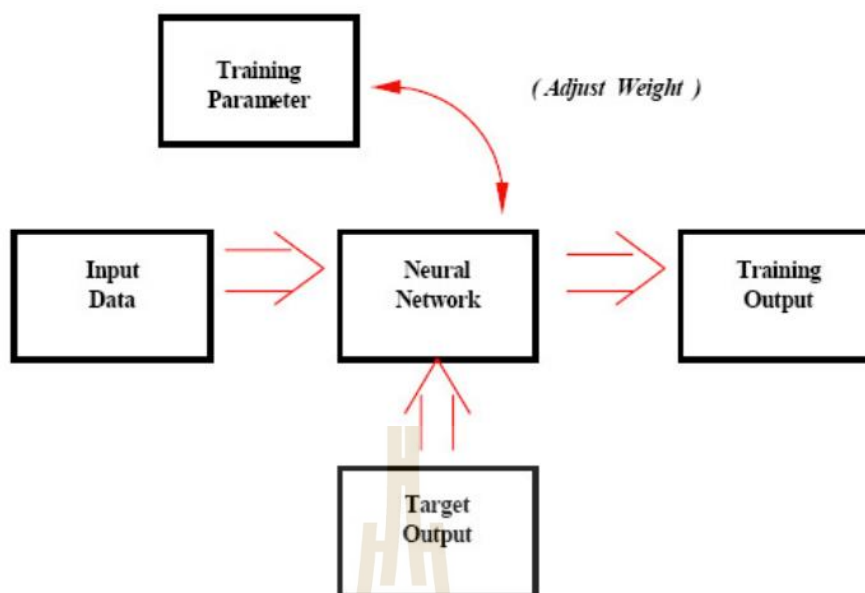 Training
Parameter
( Adjust Weight )
Input
Data
Neural
Network
Training
Output
Target
Output